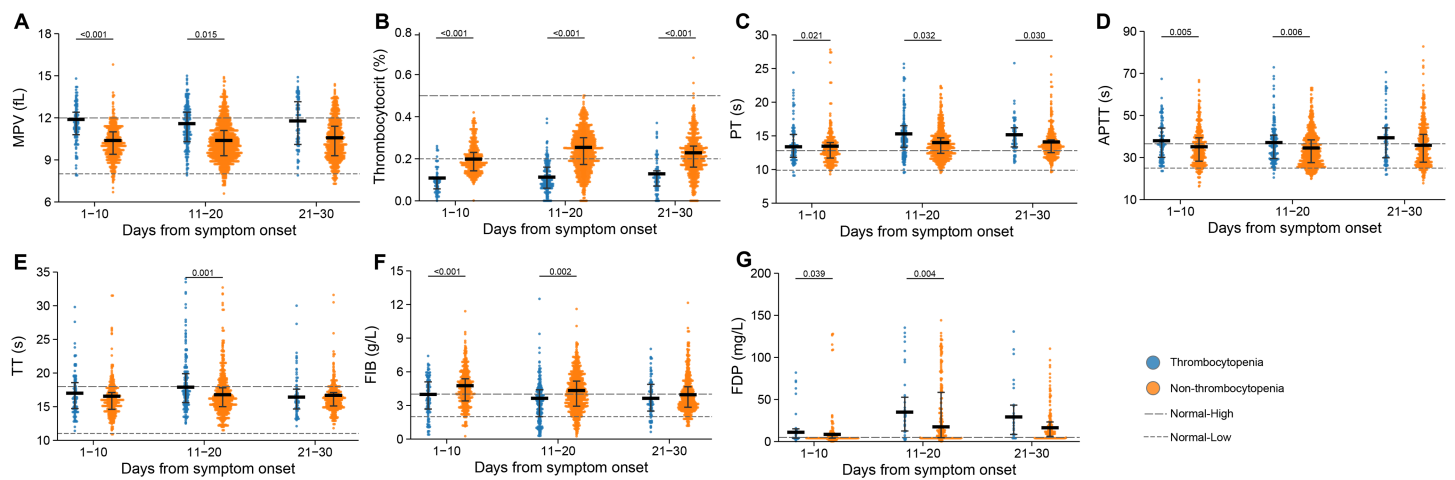 A
<0.001
0.015
MPV (fL)
18
15
12
9
6
1−10
11−20
21−30
Days from symptom onset
B
<0.001
<0.001
<0.001
Thrombocytocrit (%)
0.8
0.6
0.4
0.2
0.0
1−10
11−20
21−30
Days from symptom onset
C
0.021
0.032
0.030
PT (s)
30
25
20
15
10
5
1−10
11−20
21−30
Days from symptom onset
D
0.005
0.006
APTT (s)
90
70
50
30
10
1−10
11−20
21−30
Days from symptom onset
E
0.001
TT (s)
35
30
25
20
15
10
1−10
11−20
21−30
Days from symptom onset
F
<0.001
0.002
FIB (g/L)
15
12
9
6
3
0
1−10
11−20
21−30
Days from symptom onset
G
0.039
0.004
FDP (mg/L)
200
150
100
50
0
1−10
11−20
21−30
Days from symptom onset
Thrombocytopenia
Non-thrombocytopenia
Normal-High
Normal-Low